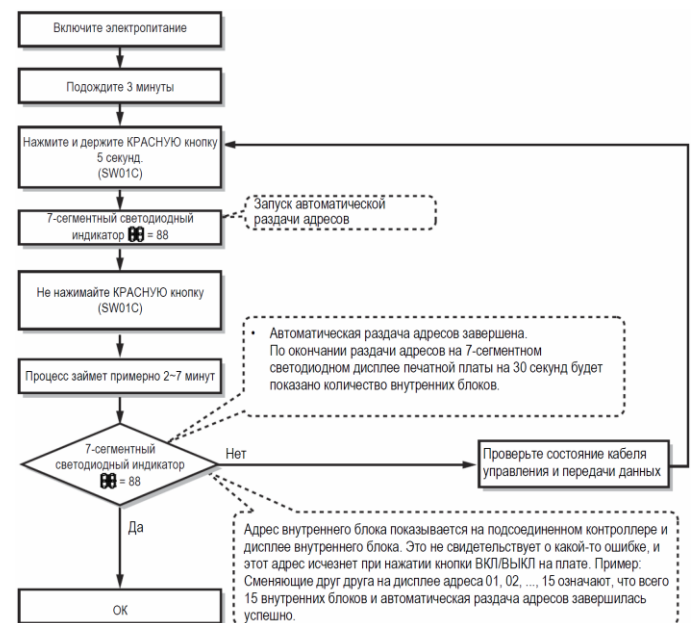 Включите электропитание
Подождите 3 минуты
Нажмите и держите КРАСНУЮ кнопку
5 секунд.
(SW01C)
Запуск автоматической
раздачи адресов
7-сегментный светодиодный
индикатор 88 = 88
Не нажимайте КРАСНУЮ кнопку
(SW01C)
• Автоматическая раздача адресов завершена.
По окончании раздачи адресов на 7-сегментном
светодиодном дисплее печатной платы на 30 секунд будет
показано количество внутренних блоков.
Процесс займет примерно 2~7 минут
7-сегментный
светодиодный индикатор
88 = 88
Нет
Проверьте состояние кабеля
управления и передачи данных
Да
Адрес внутреннего блока показывается на подсоединенном контроллере и
дисплее внутреннего блока. Это не свидетельствует о какой-то ошибке, и
этот адрес исчезнет при нажатии кнопки ВКЛ/ВЫКЛ на плате. Пример:
Сменяющие друг друга на дисплее адреса 01, 02, ..., 15 означают, что всего
15 внутренних блоков и автоматическая раздача адресов завершилась
успешно.
ОК